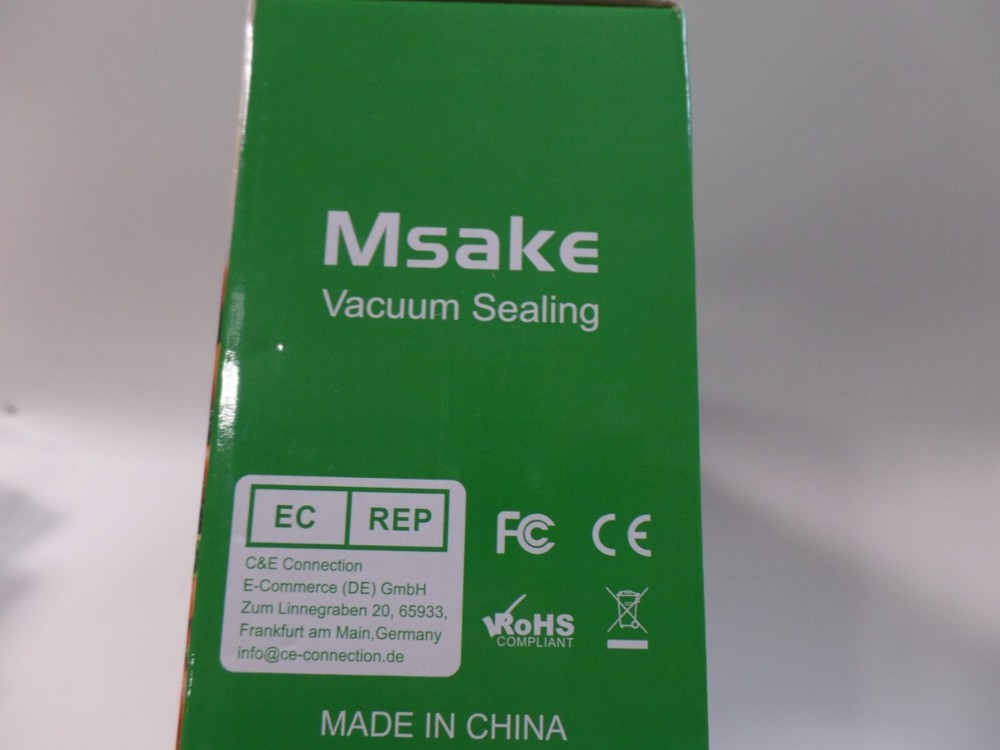 Msake
Vacuum Sealing
EC REP
C&E Connection
E-Commerce (DE) GmbH
Zum Linnegraben 20, 65933,
Frankfurt am Main,Germany
info@ce-connection.de
FC CE
RoHS
COMPLIANT
MADE IN CHINA